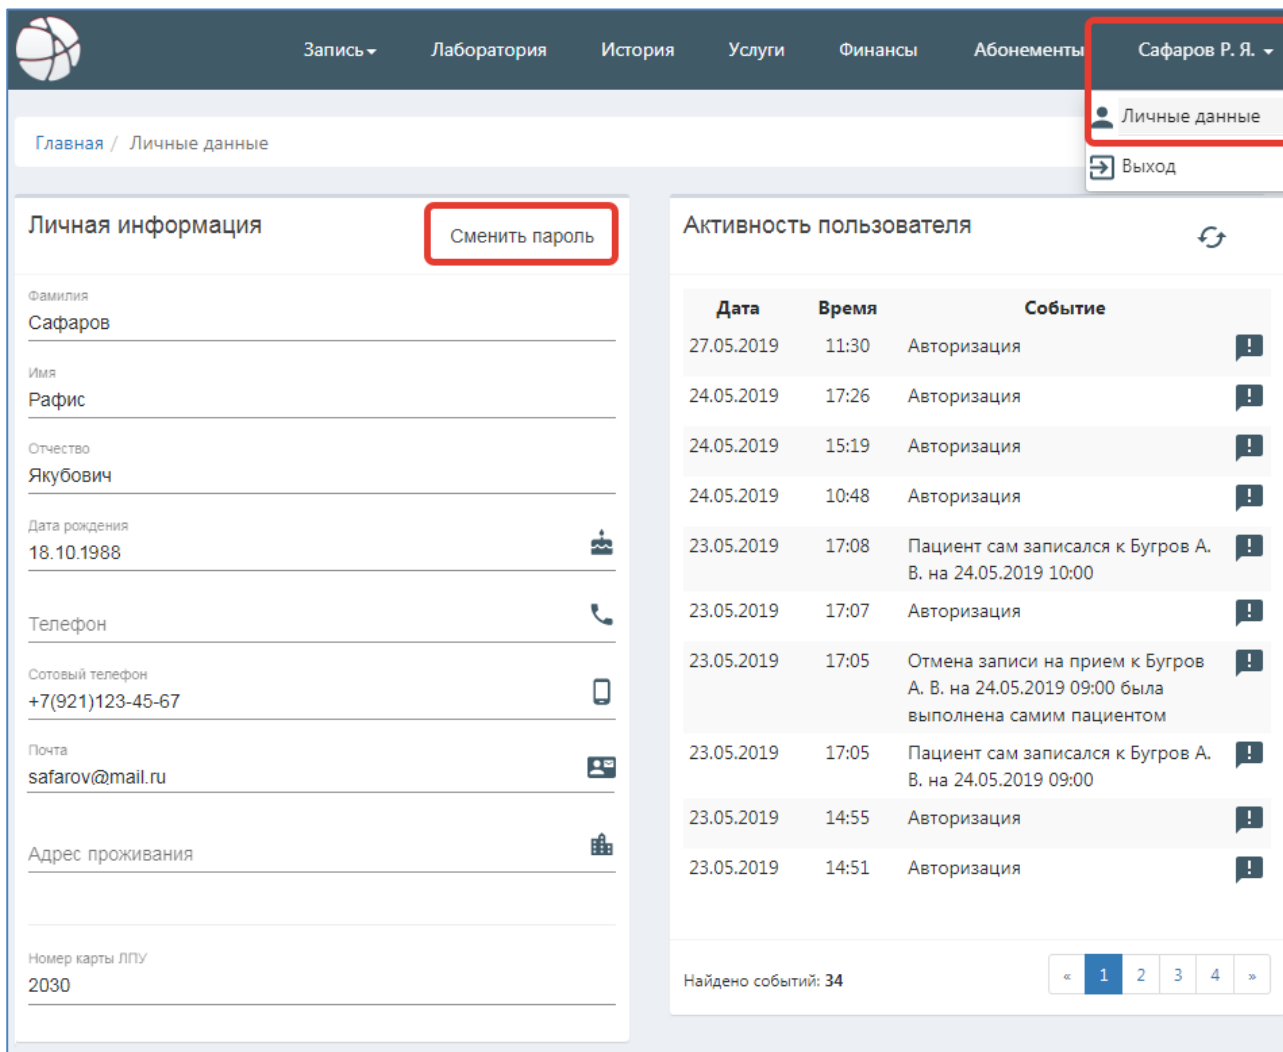 Запись
Лаборатория
История
Услуги
Финансы
Абонементы
Сафаров Р. Я.
Личные данные
Выход
Главная / Личные данные
Личная информация
Сменить пароль
Фамилия
Сафаров
Имя
Рафис
Отчество
Якубович
Дата рождения
18.10.1988
Телефон
Сотовый телефон
+7(921)123-45-67
Почта
safarov@mail.ru
Адрес проживания
Номер карты ЛПУ
2030
Активность пользователя
Дата Время Событие
27.05.2019 11:30 Авторизация
24.05.2019 17:26 Авторизация
24.05.2019 15:19 Авторизация
24.05.2019 10:48 Авторизация
23.05.2019 17:08 Пациент сам записался к Бугров А.
В. на 24.05.2019 10:00
23.05.2019 17:07 Авторизация
23.05.2019 17:05 Отмена записи на прием к Бугров
А. В. на 24.05.2019 09:00 была
выполнена самим пациентом
23.05.2019 17:05 Пациент сам записался к Бугров А.
В. на 24.05.2019 09:00
23.05.2019 14:55 Авторизация
23.05.2019 14:51 Авторизация
Найдено событий: 34
« 1 2 3 4 »